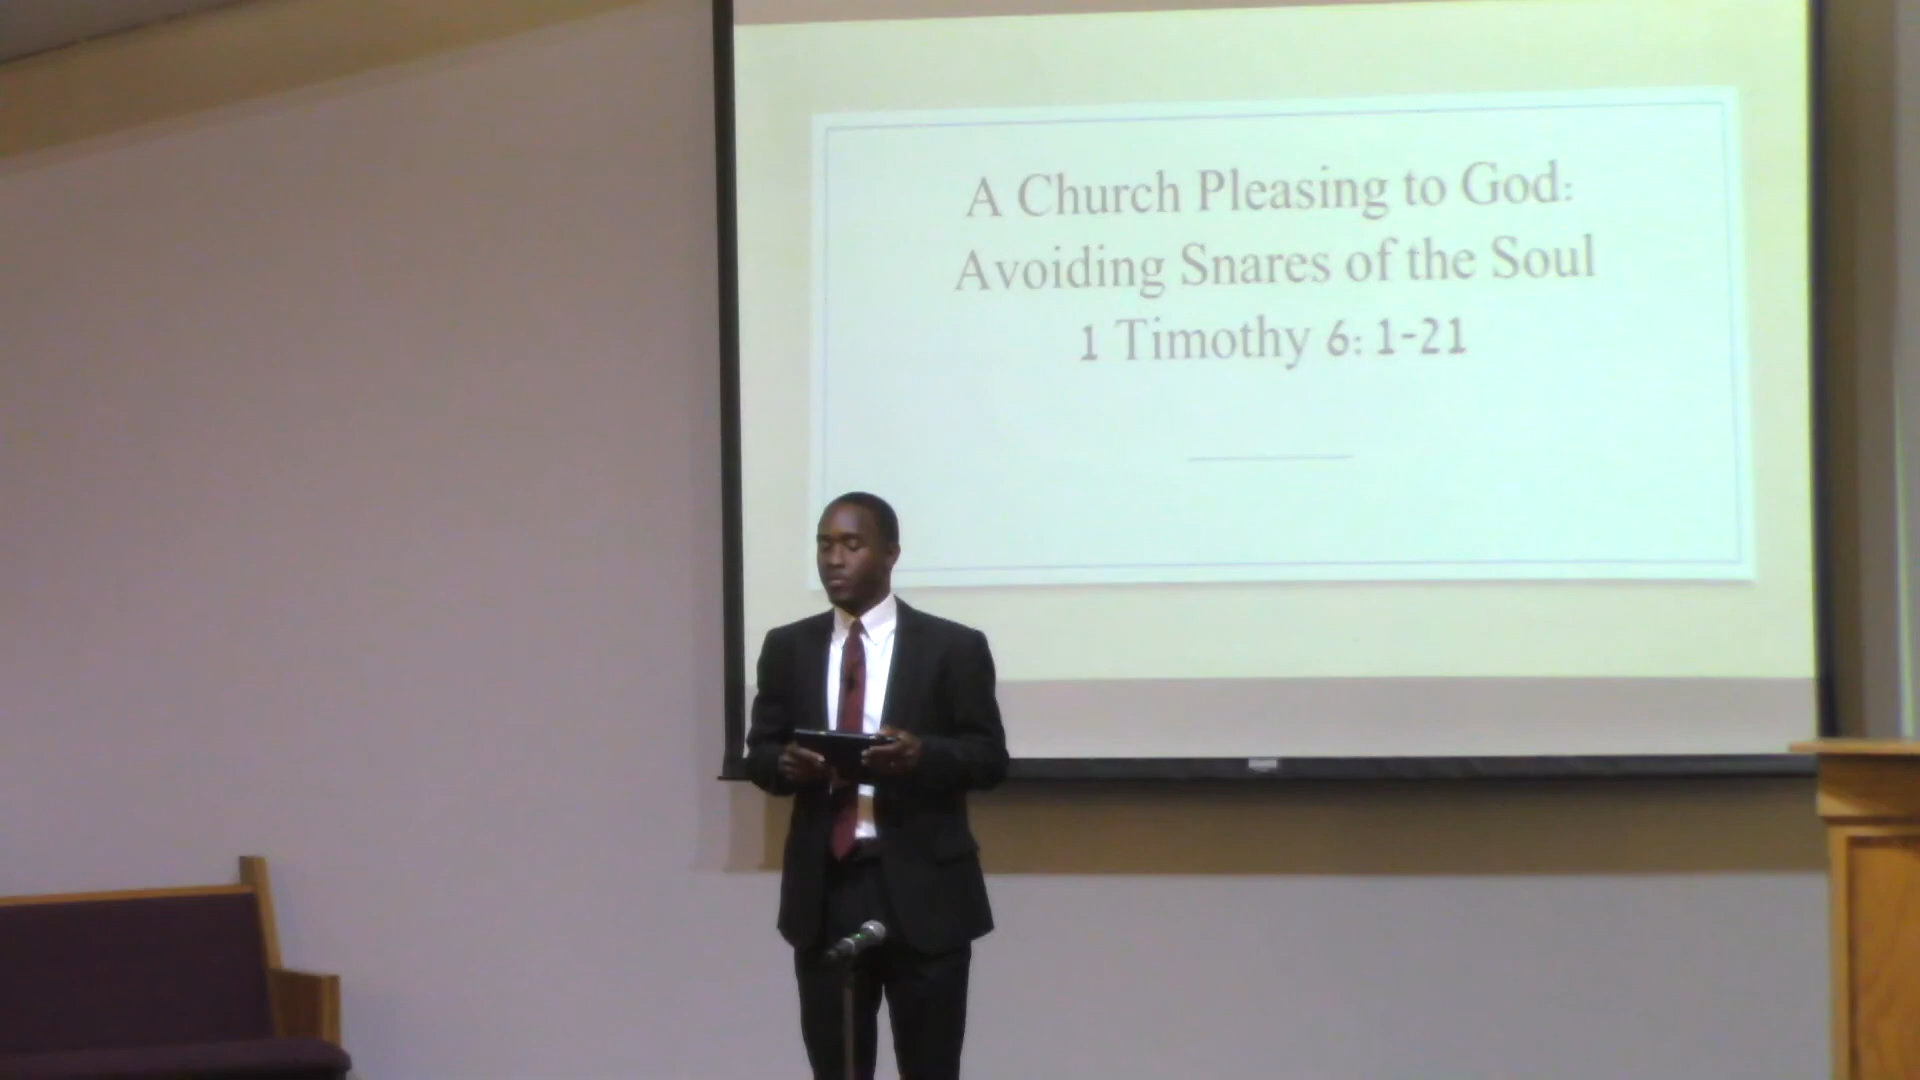 A Church Pleasing to God:
Avoiding Snares of the Soul
1 Timothy 6: 1-21